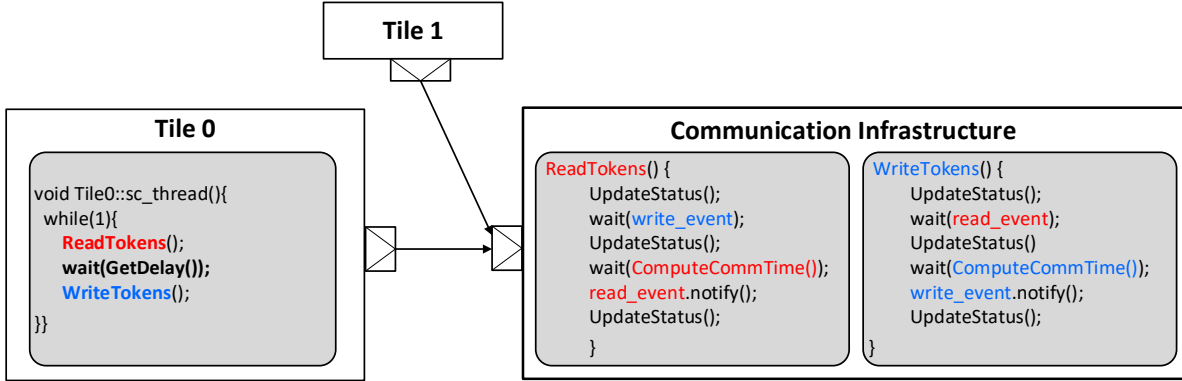 Tile 1
Tile 0
void Tile0::sc_thread(){
while(1){
ReadTokens();
wait(GetDelay());
WriteTokens();
}}
Communication Infrastructure
ReadTokens() {
UpdateStatus();
wait(write_event);
UpdateStatus();
wait(ComputeCommTime());
read_event.notify();
UpdateStatus();
}
WriteTokens() {
UpdateStatus();
wait(read_event);
UpdateStatus()
wait(ComputeCommTime());
write_event.notify();
UpdateStatus();
}